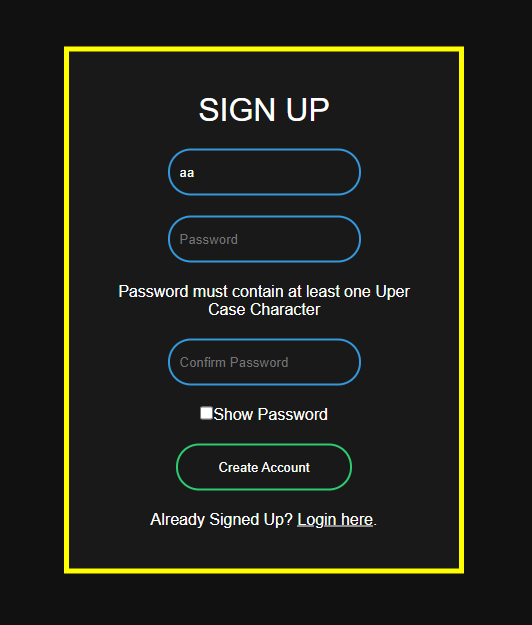 SIGN UP
aa
Password
Password must contain at least one Uper
Case Character
Confirm Password
Show Password
Create Account
Already Signed Up? Login here.